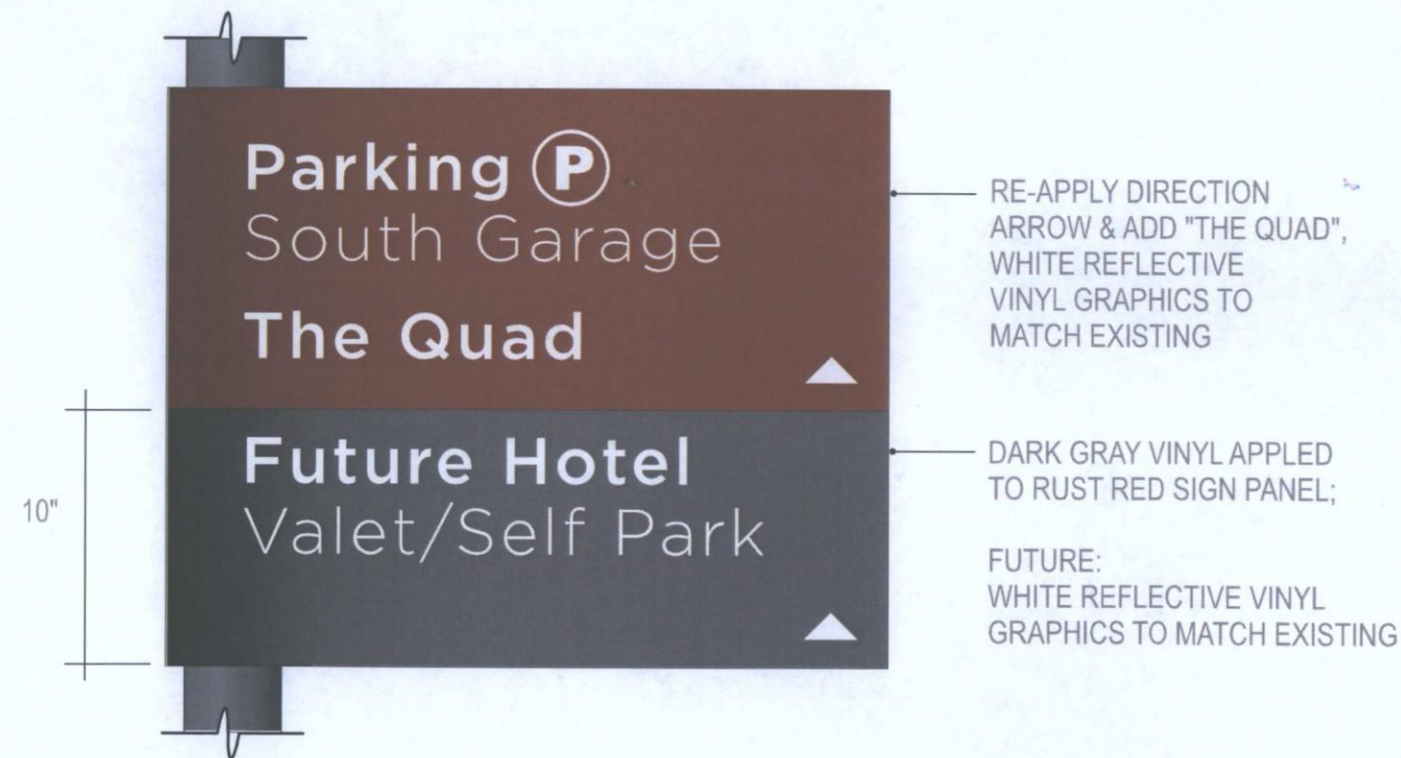 Parking P
South Garage
The Quad
Future Hotel
Valet/Self Park
10"
RE-APPLY DIRECTION
ARROW & ADD "THE QUAD",
WHITE REFLECTIVE
VINYL GRAPHICS TO
MATCH EXISTING
DARK GRAY VINYL APPLED
TO RUST RED SIGN PANEL;
FUTURE:
WHITE REFLECTIVE VINYL
GRAPHICS TO MATCH EXISTING